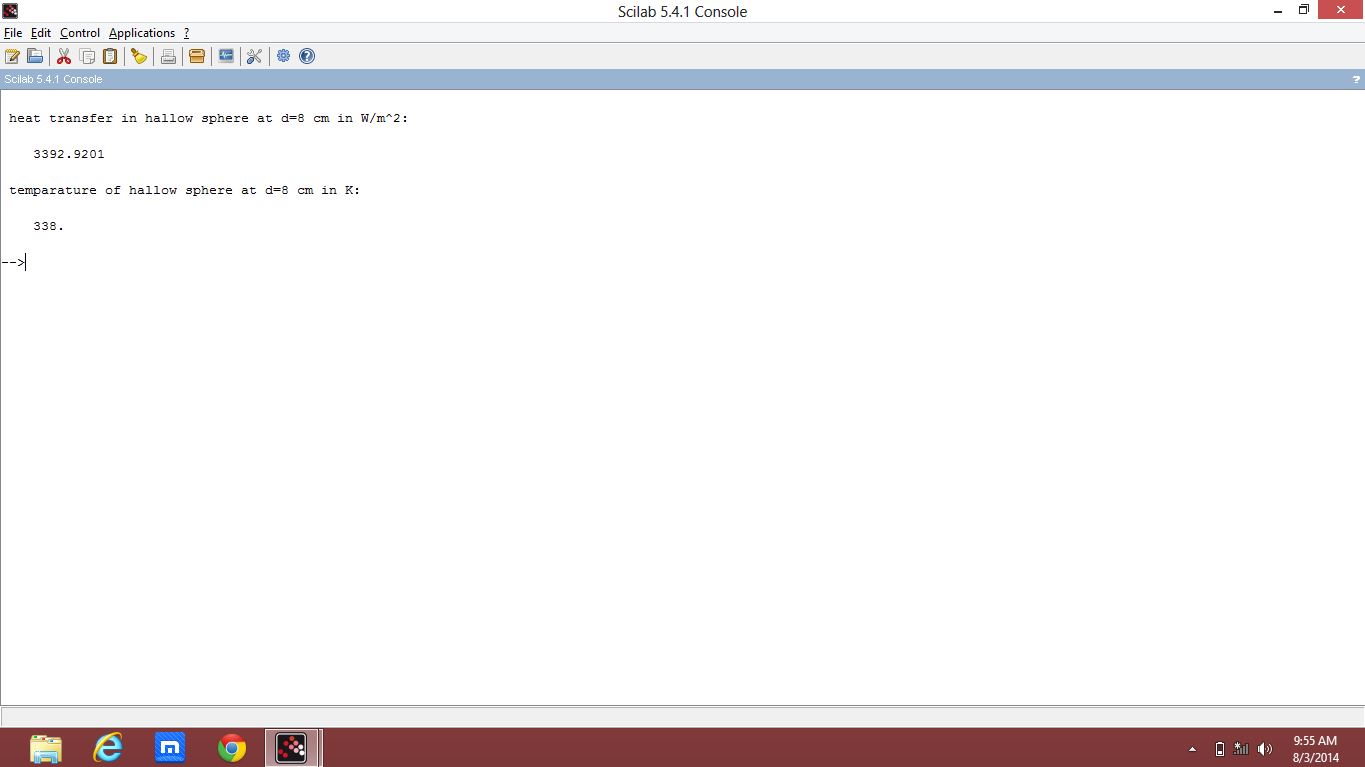 Scilab 5.4.1 Console
File Edit Control Applications ?
Scilab 5.4.1 Console ?
heat transfer in hallow sphere at d=8 cm in W/m^2:
3392.9201
temparature of hallow sphere at d=8 cm in K:
338.
-->
9:55 AM
8/3/2014